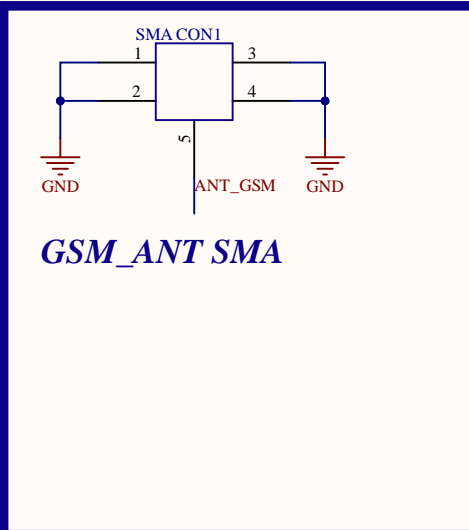 SMA CON1
1
3
2
4
5
GND
ANT_GSM
GND
GSM_ANT SMA